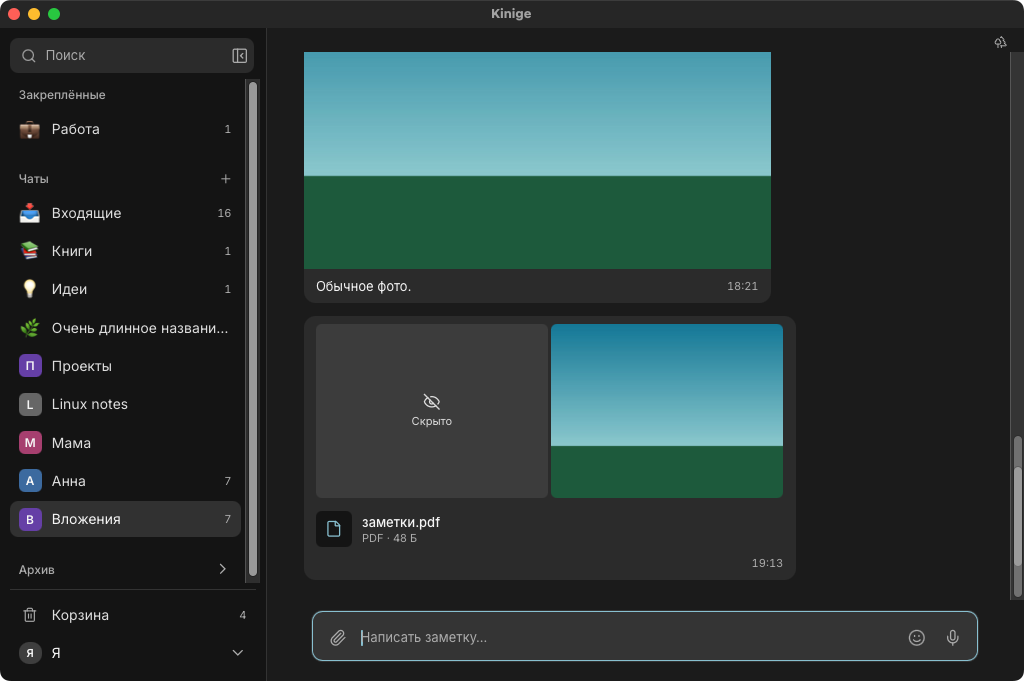 Kinige
Поиск
Закреплённые
Работа 1
Чаты
Входящие 16
Книги 1
Идеи 1
Очень длинное названи...
П Проекты
L Linux notes
М Мама
А Анна 7
В Вложения 7
Архив
Корзина 4
Я Я
Обычное фото. 18:21
Скрыто
заметки.pdf
PDF · 48 Б
19:13
Написать заметку...